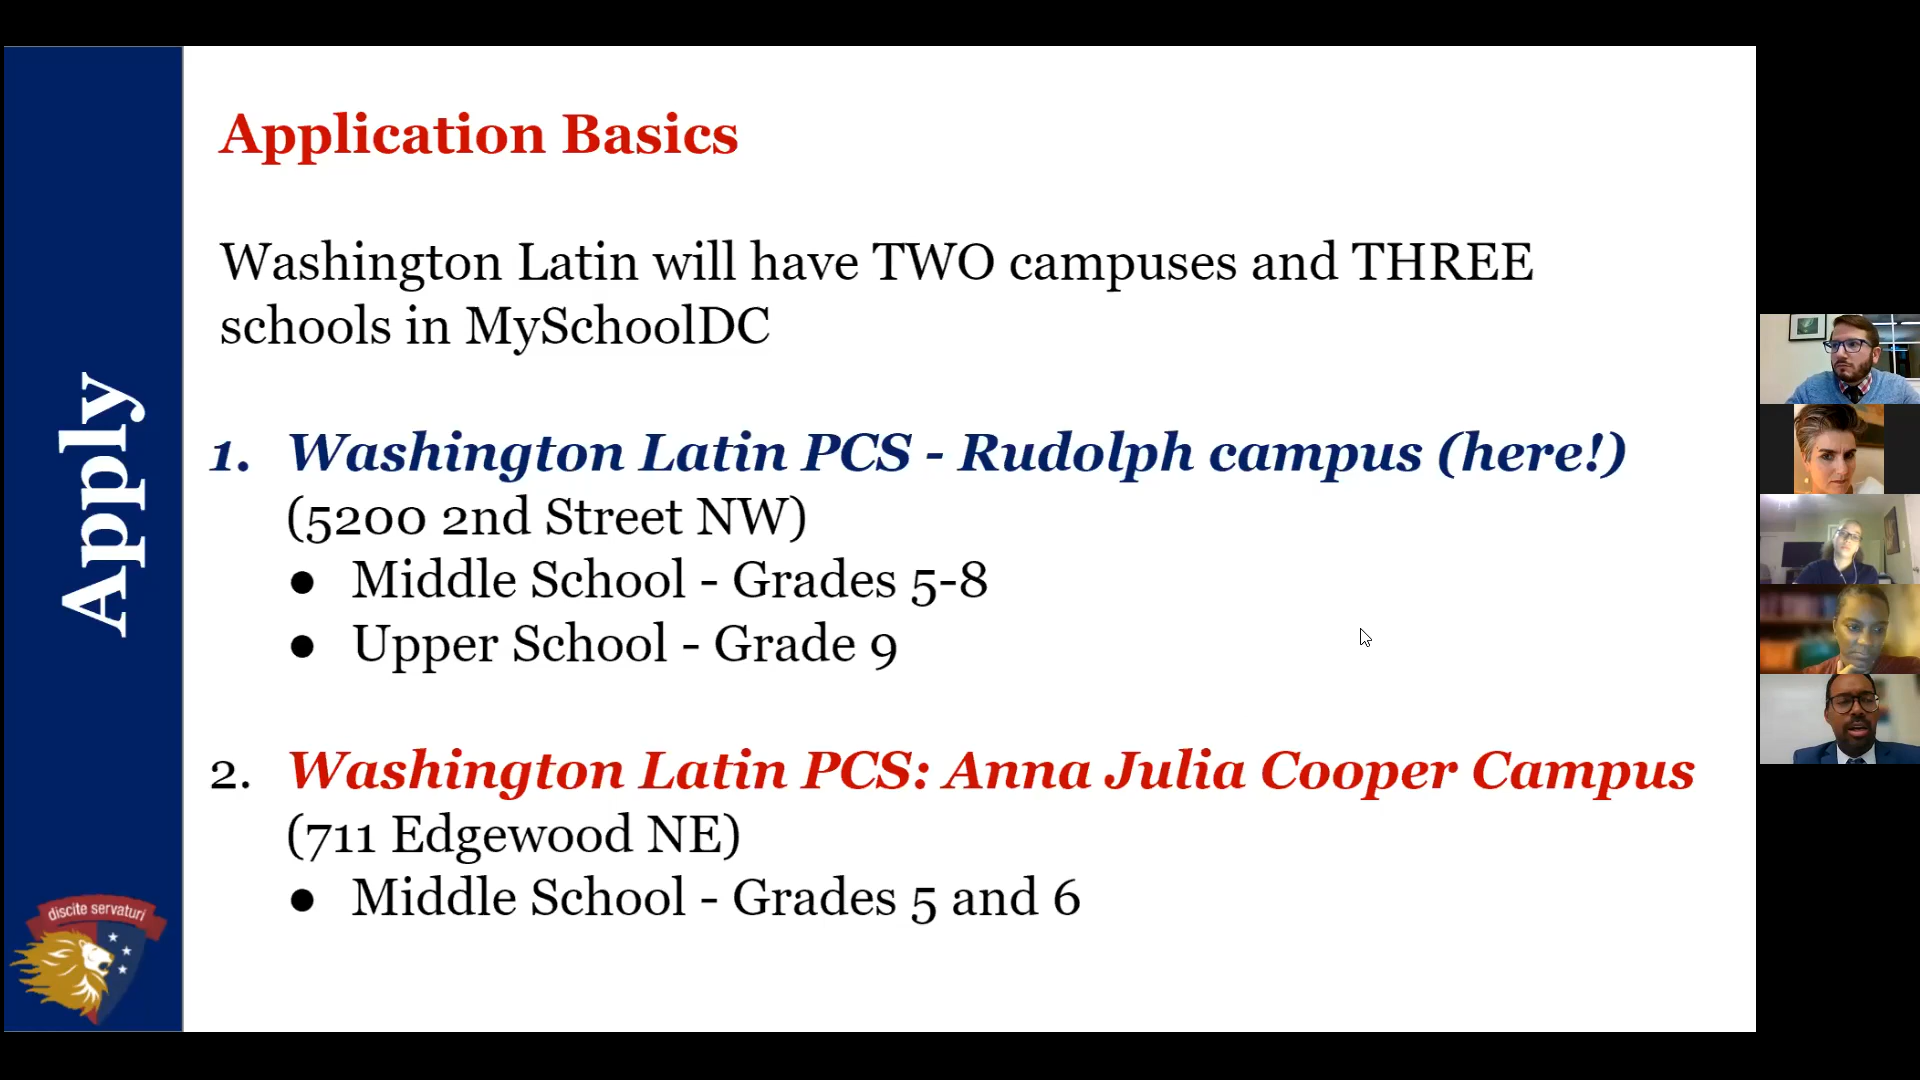 Apply
discite servaturi
Application Basics
Washington Latin will have TWO campuses and THREE
schools in MySchoolDC
1. Washington Latin PCS - Rudolph campus (here!)
(5200 2nd Street NW)
● Middle School - Grades 5-8
● Upper School - Grade 9
2. Washington Latin PCS: Anna Julia Cooper Campus
(711 Edgewood NE)
● Middle School - Grades 5 and 6